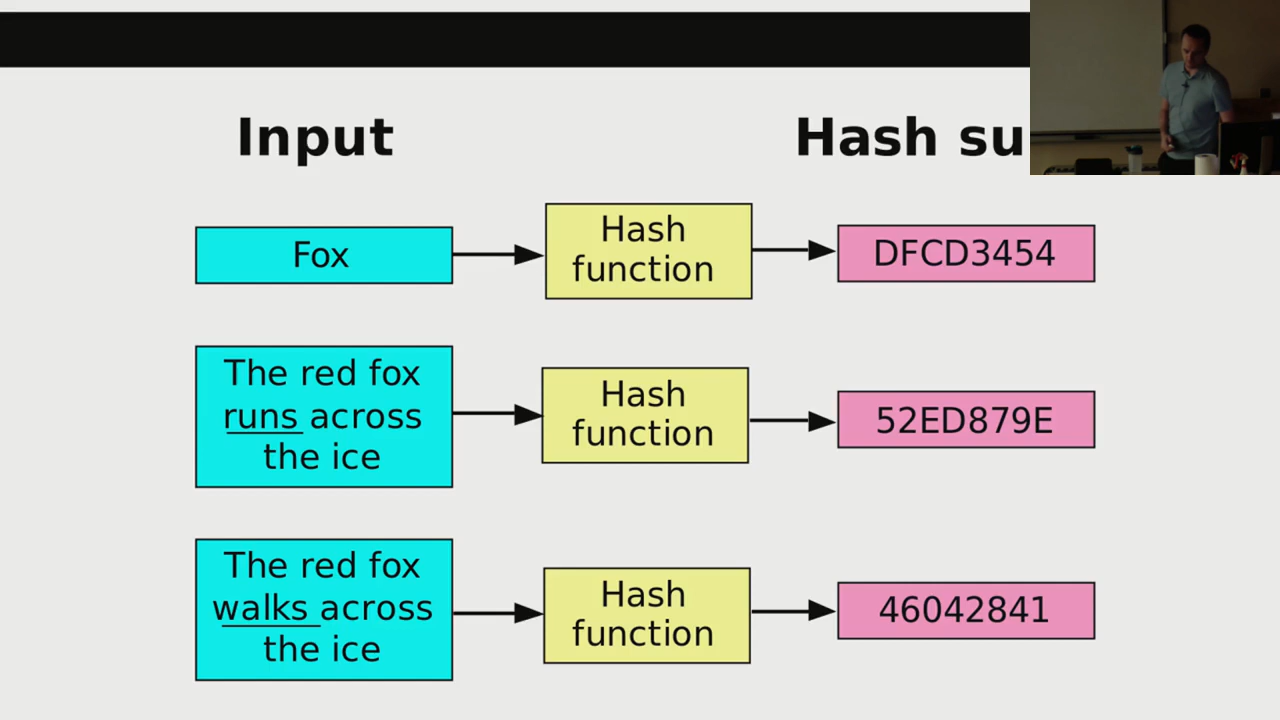 Input
Hash su
Fox
Hash
function
DFCD3454
The red fox
runs across
the ice
Hash
function
52ED879E
The red fox
walks across
the ice
Hash
function
46042841